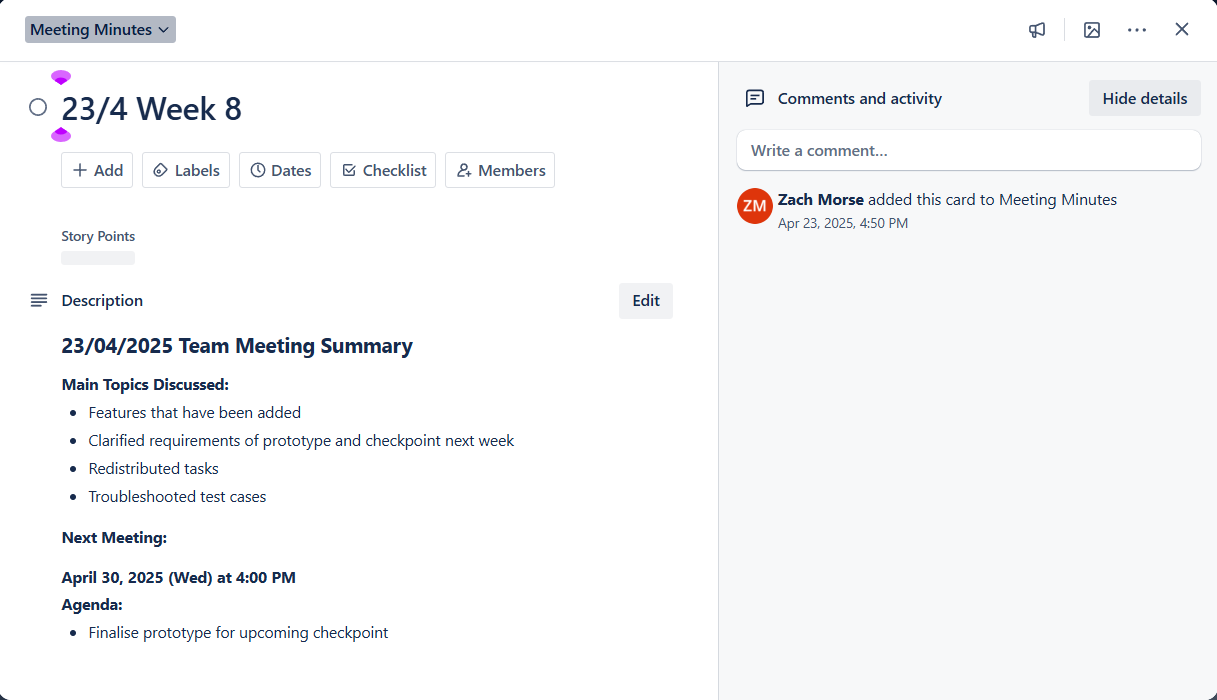 Meeting Minutes
23/4 Week 8
Add Labels Dates Checklist Members
Story Points
Description Edit
23/04/2025 Team Meeting Summary
Main Topics Discussed:
Features that have been added
Clarified requirements of prototype and checkpoint next week
Redistributed tasks
Troubleshooted test cases
Next Meeting:
April 30, 2025 (Wed) at 4:00 PM
Agenda:
Finalise prototype for upcoming checkpoint
Comments and activity Hide details
Write a comment...
ZM Zach Morse added this card to Meeting Minutes
Apr 23, 2025, 4:50 PM